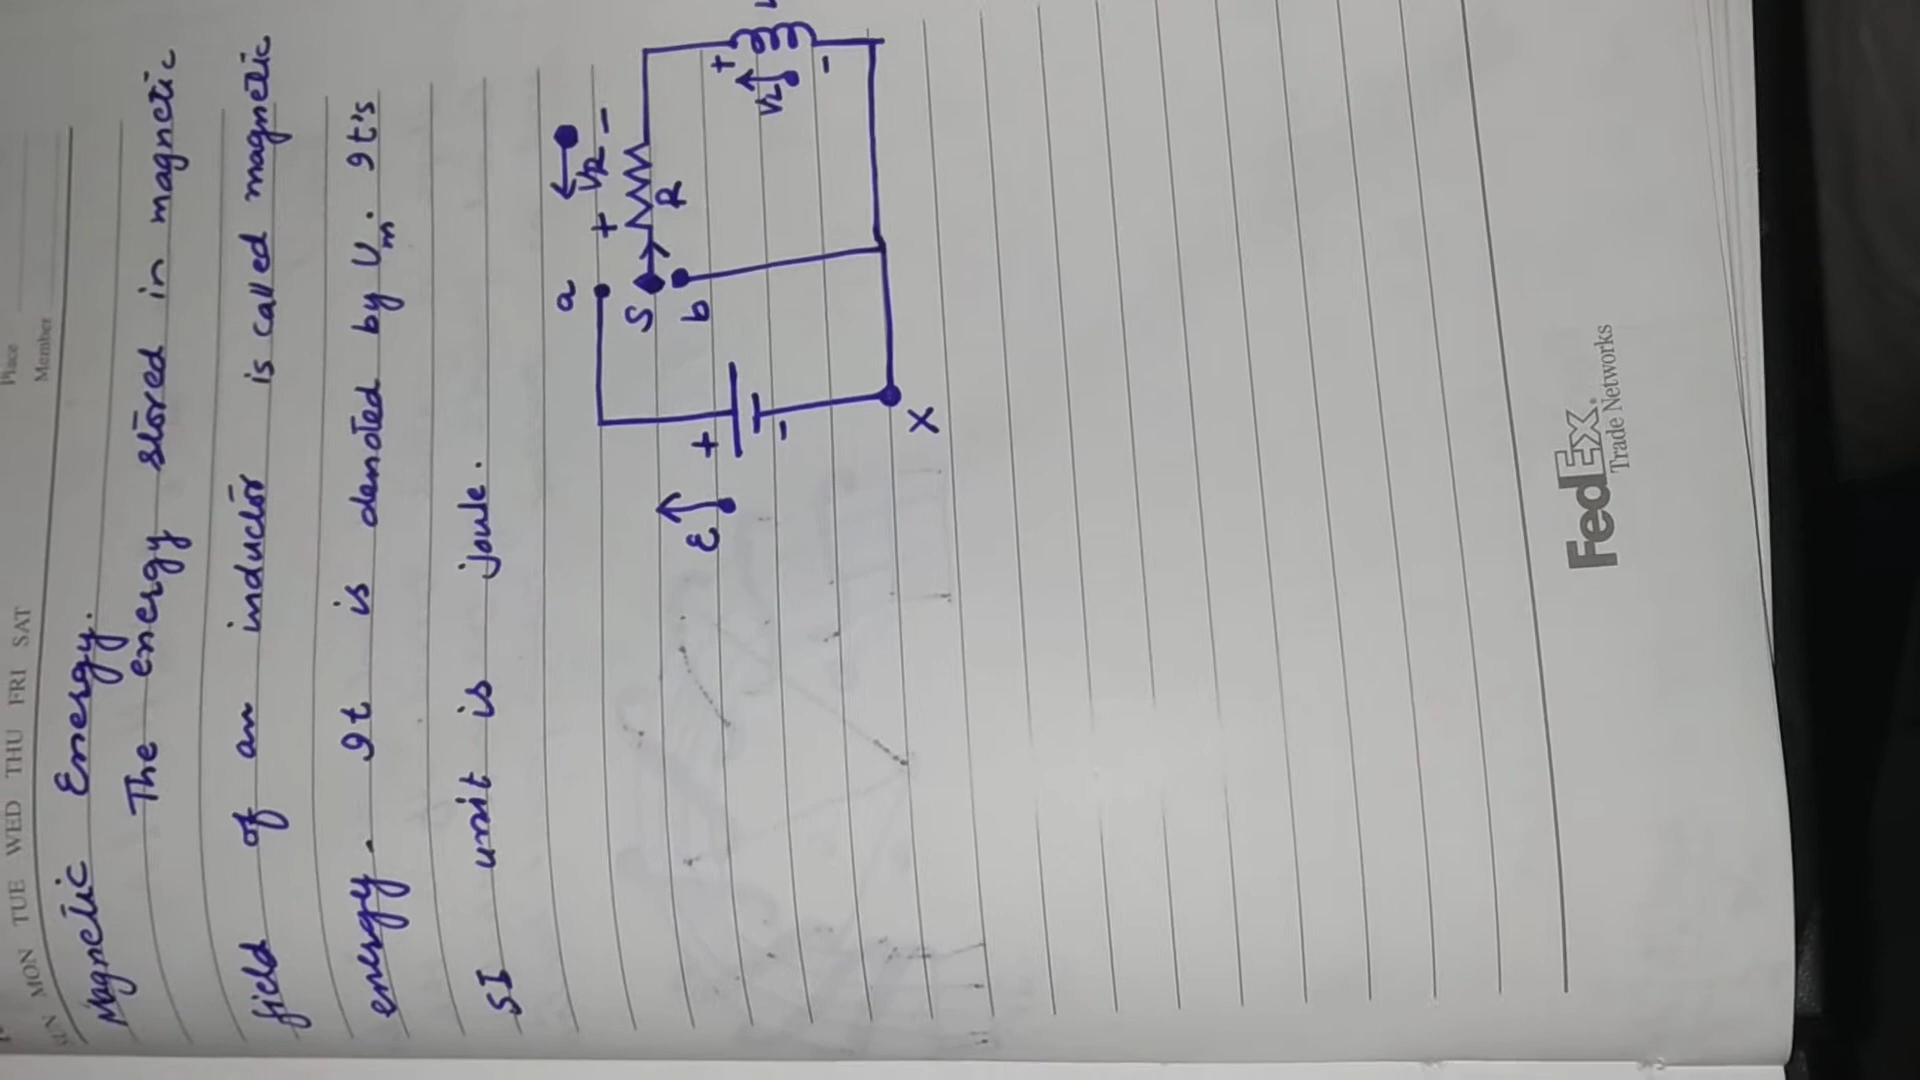 Place
Member
SUN MON TUE WED THU FRI SAT
Magnetic Energy.
The energy stored in magnetic
field of an inductor is called magnetic
energy. It is denoted by Um. It's
SI unit is joule.
a + VR -
S R
b
+ VL -
ε + -
X
FedEx.
Trade Networks